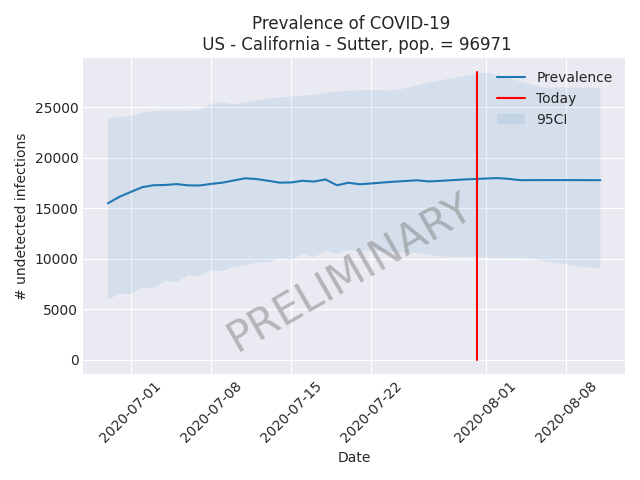 Prevalence of COVID-19
US - California - Sutter, pop. = 96971
# undetected infections
25000
20000
15000
10000
5000
0
Prevalence
Today
95CI
PRELIMINARY
2020-07-01
2020-07-08
2020-07-15
2020-07-22
2020-08-01
2020-08-08
Date